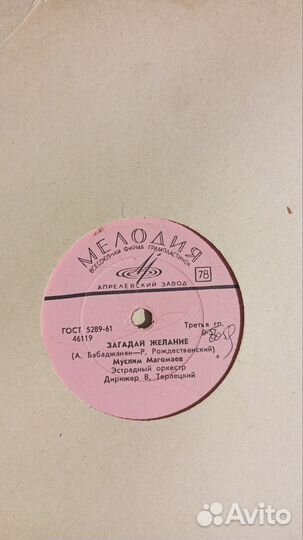 МЕЛОДИЯ
ВСЕСОЮЗНАЯ ФИРМА ГРАМПЛАСТИНОК
78
АПРЕЛЕВСКИЙ ЗАВОД
ГОСТ 5289-61
Третья гр.
46119
ЗАГАДАЙ ЖЕЛАНИЕ
(А. Бабаджанян—Р. Рождественский)
Муслим Магомаев
Эстрадный оркестр
Дирижер В. Терлецкий
Avito